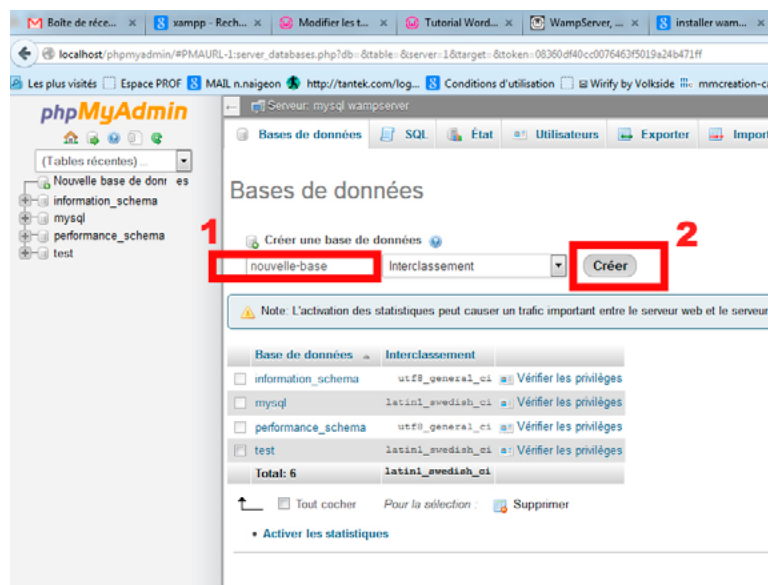 Boîte de réce... × xampp - Rech... × Modifier les t... × Tutorial Word... × WampServer, ... × installer wam... ×
localhost/phpmyadmin/#PMAURL-1:server_databases.php?db=&table=&server=1&target=&token=08360df40cc0076463f5019a24b471ff
Les plus visités Espace PROF MAIL n.naigeon http://tantek.com/log... Conditions d'utilisation Wirify by Volkside mmcreation-c
phpMyAdmin
(Tables récentes) ...
Nouvelle base de donr es
information_schema
mysql
performance_schema
test
Serveur: mysql wampserver
Bases de données SQL État Utilisateurs Exporter Import
Bases de données
1
2
Créer une base de données
nouvelle-base Interclassement Créer
Note: L'activation des statistiques peut causer un trafic important entre le serveur web et le serveur
Base de données Interclassement
information_schema utf8_general_ci Vérifier les privilèges
mysql latin1_swedish_ci Vérifier les privilèges
performance_schema utf8_general_ci Vérifier les privilèges
test latin1_swedish_ci Vérifier les privilèges
Total: 6 latin1_swedish_ci
Tout cocher Pour la sélection : Supprimer
Activer les statistiques